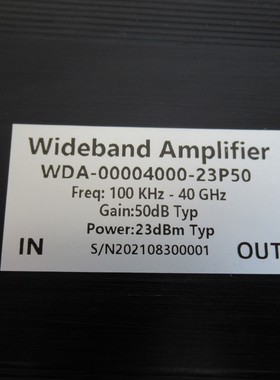 Wideband Amplifier
WDA-00004000-23P50
Freq: 100 KHz - 40 GHz
Gain:50dB Typ
Power:23dBm Typ
IN S/N202108300001 OUT